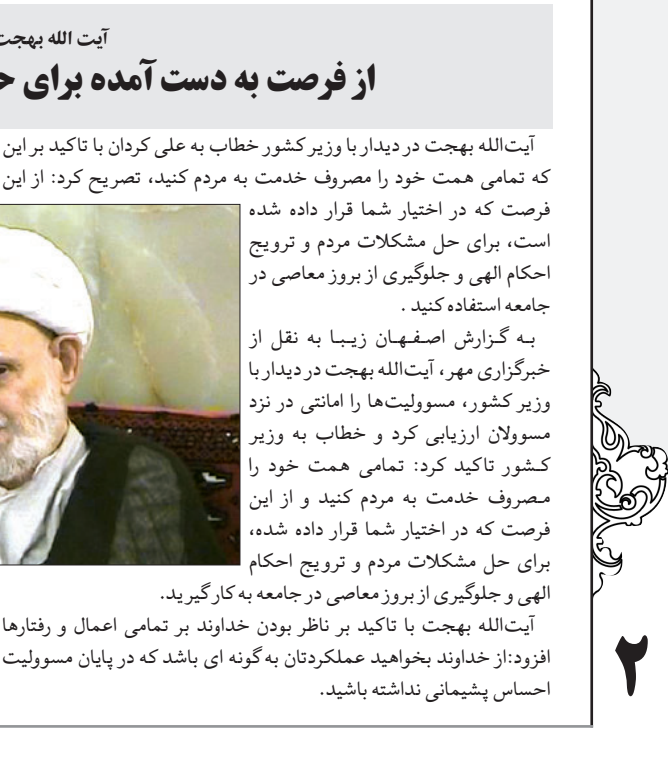 آیت الله بهجت
از فرصت به دست آمده برای
آیت‌الله بهجت در دیدار با وزیر کشور خطاب به علی کردان با تاکید بر این
که تمامی همت خود را مصروف خدمت به مردم کنید، تصریح کرد: از این
فرصت که در اختیار شما قرار داده شده
است، برای حل مشکلات مردم و ترویج
احکام الهی و جلوگیری از بروز معاصی در
جامعه استفاده کنید .
به گزارش اصفهان زیبا به نقل از
خبرگزاری مهر، آیت‌الله بهجت در دیدار با
وزیر کشور، مسوولیت‌ها را امانتی در نزد
مسوولان ارزیابی کرد و خطاب به وزیر
کشور تاکید کرد: تمامی همت خود را
مصروف خدمت به مردم کنید و از این
فرصت که در اختیار شما قرار داده شده،
برای حل مشکلات مردم و ترویج احکام
الهی و جلوگیری از بروز معاصی در جامعه به کار گیرید.
آیت‌الله بهجت با تاکید بر ناظر بودن خداوند بر تمامی اعمال و رفتارها
افزود:از خداوند بخواهید عملکردتان به گونه ای باشد که در پایان مسوولیت
احساس پشیمانی نداشته باشید.
۲